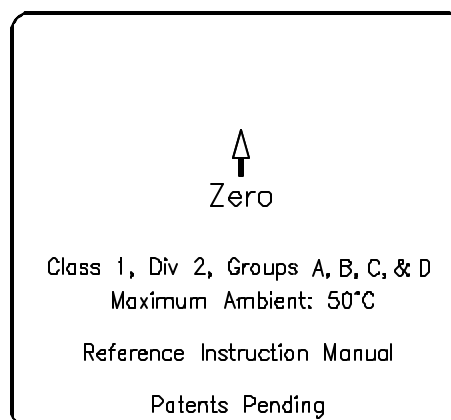 Zero
Class 1, Div 2, Groups A, B, C, & D
Maximum Ambient: 50°C
Reference Instruction Manual
Patents Pending